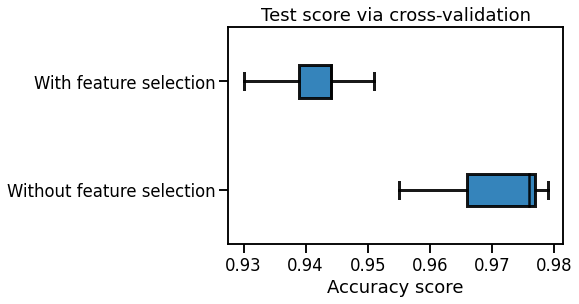 Test score via cross-validation
With feature selection
Without feature selection
0.93 0.94 0.95 0.96 0.97 0.98
Accuracy score